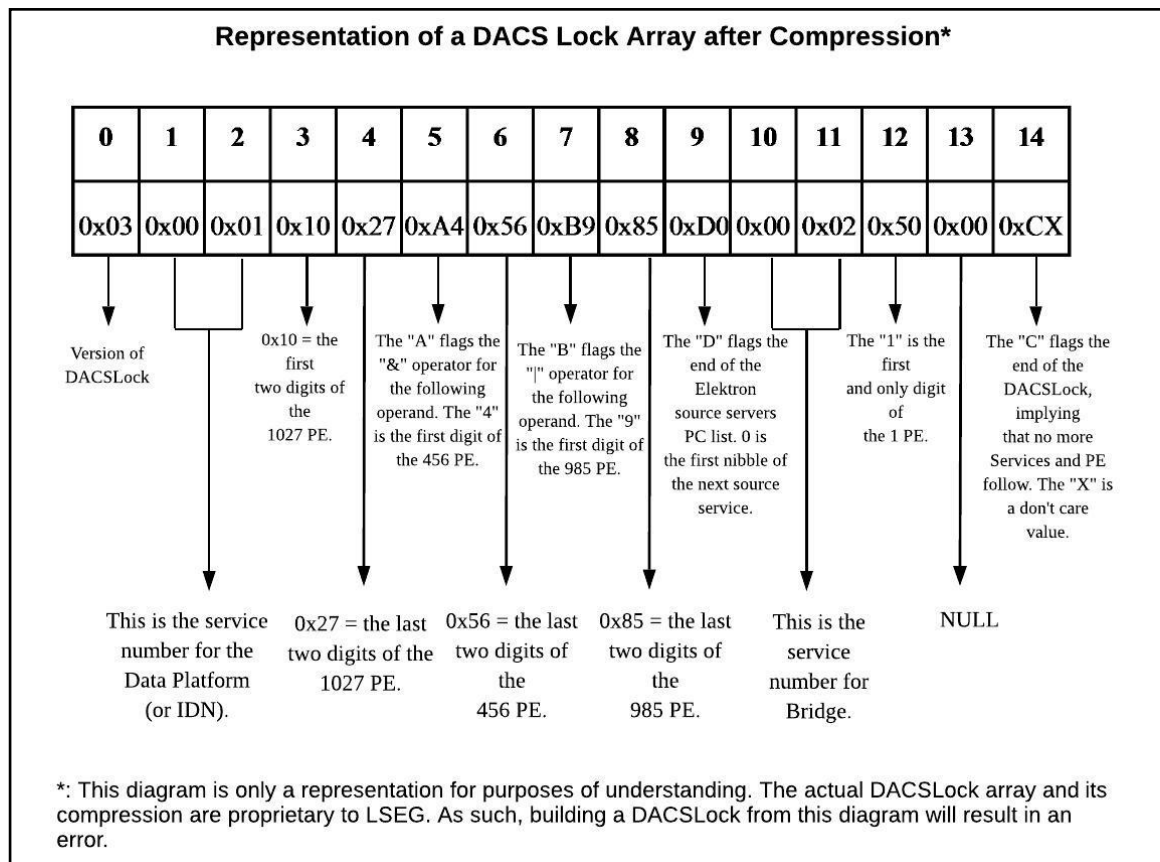 Representation of a DACS Lock Array after Compression*
0 1 2 3 4 5 6 7 8 9 10 11 12 13 14
0x03 0x00 0x01 0x10 0x27 0xA4 0x56 0xB9 0x85 0xD0 0x00 0x02 0x50 0x00 0xCX
Version of
DACSLock
0x10 = the
first
two digits of
the
1027 PE.
The "A" flags the
"&" operator for
the following
operand. The "4"
is the first digit of
the 456 PE.
The "B" flags the
"|" operator for
the following
operand. The "9"
is the first digit of
the 985 PE.
The "D" flags the
end of the
Elektron
source servers
PC list. 0 is
the first nibble of
the next source
service.
The "1" is the
first
and only digit
of
the 1 PE.
The "C" flags the
end of the
DACSLock,
implying
that no more
Services and PE
follow. The "X" is
a don't care
value.
This is the service
number for the
Data Platform
(or IDN).
0x27 = the last
two digits of the
1027 PE.
0x56 = the last
two digits of
the
456 PE.
0x85 = the last
two digits of
the
985 PE.
This is the
service
number for
Bridge.
NULL
*: This diagram is only a representation for purposes of understanding. The actual DACSLock array and its
compression are proprietary to LSEG. As such, building a DACSLock from this diagram will result in an
error.